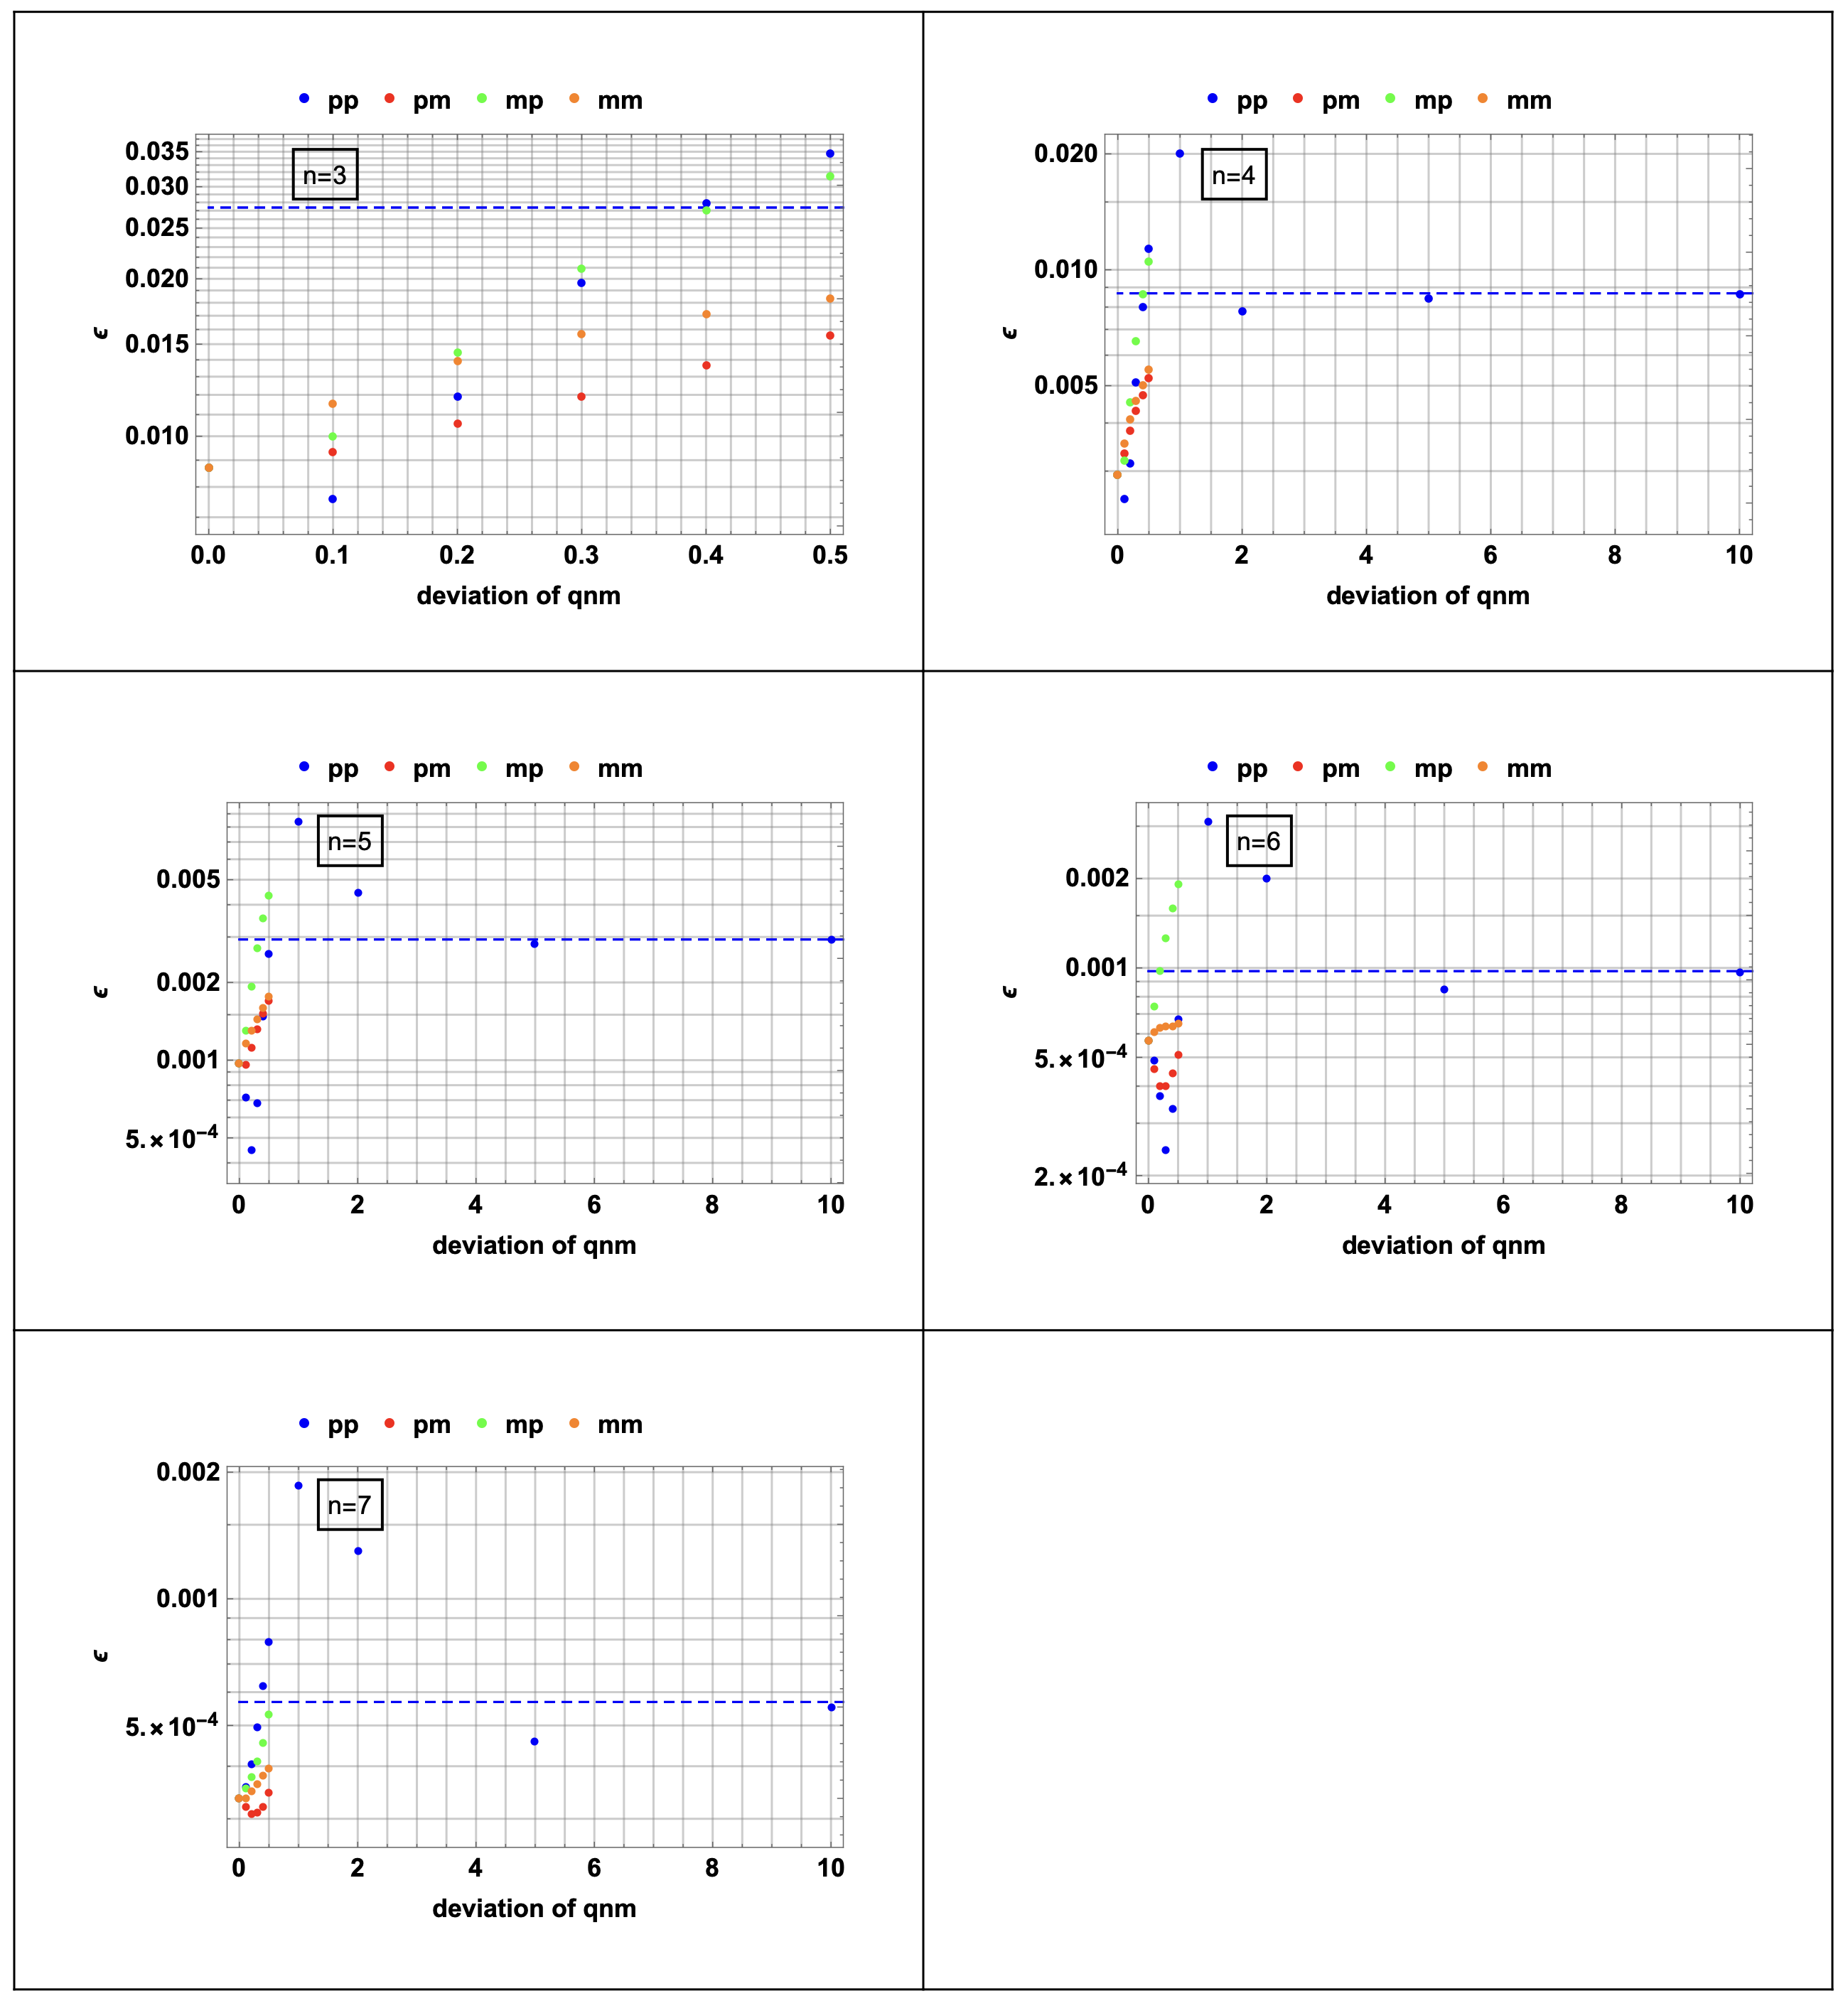 pp pm mp mm
n=3
0.035
0.030
0.025
0.020
0.015
0.010
ϵ
0.0 0.1 0.2 0.3 0.4 0.5
deviation of qnm
pp pm mp mm
n=4
0.020
0.010
0.005
ϵ
0 2 4 6 8 10
deviation of qnm
pp pm mp mm
n=5
0.005
0.002
0.001
5.×10⁻⁴
ϵ
0 2 4 6 8 10
deviation of qnm
pp pm mp mm
n=6
0.002
0.001
5.×10⁻⁴
2.×10⁻⁴
ϵ
0 2 4 6 8 10
deviation of qnm
pp pm mp mm
n=7
0.002
0.001
5.×10⁻⁴
ϵ
0 2 4 6 8 10
deviation of qnm